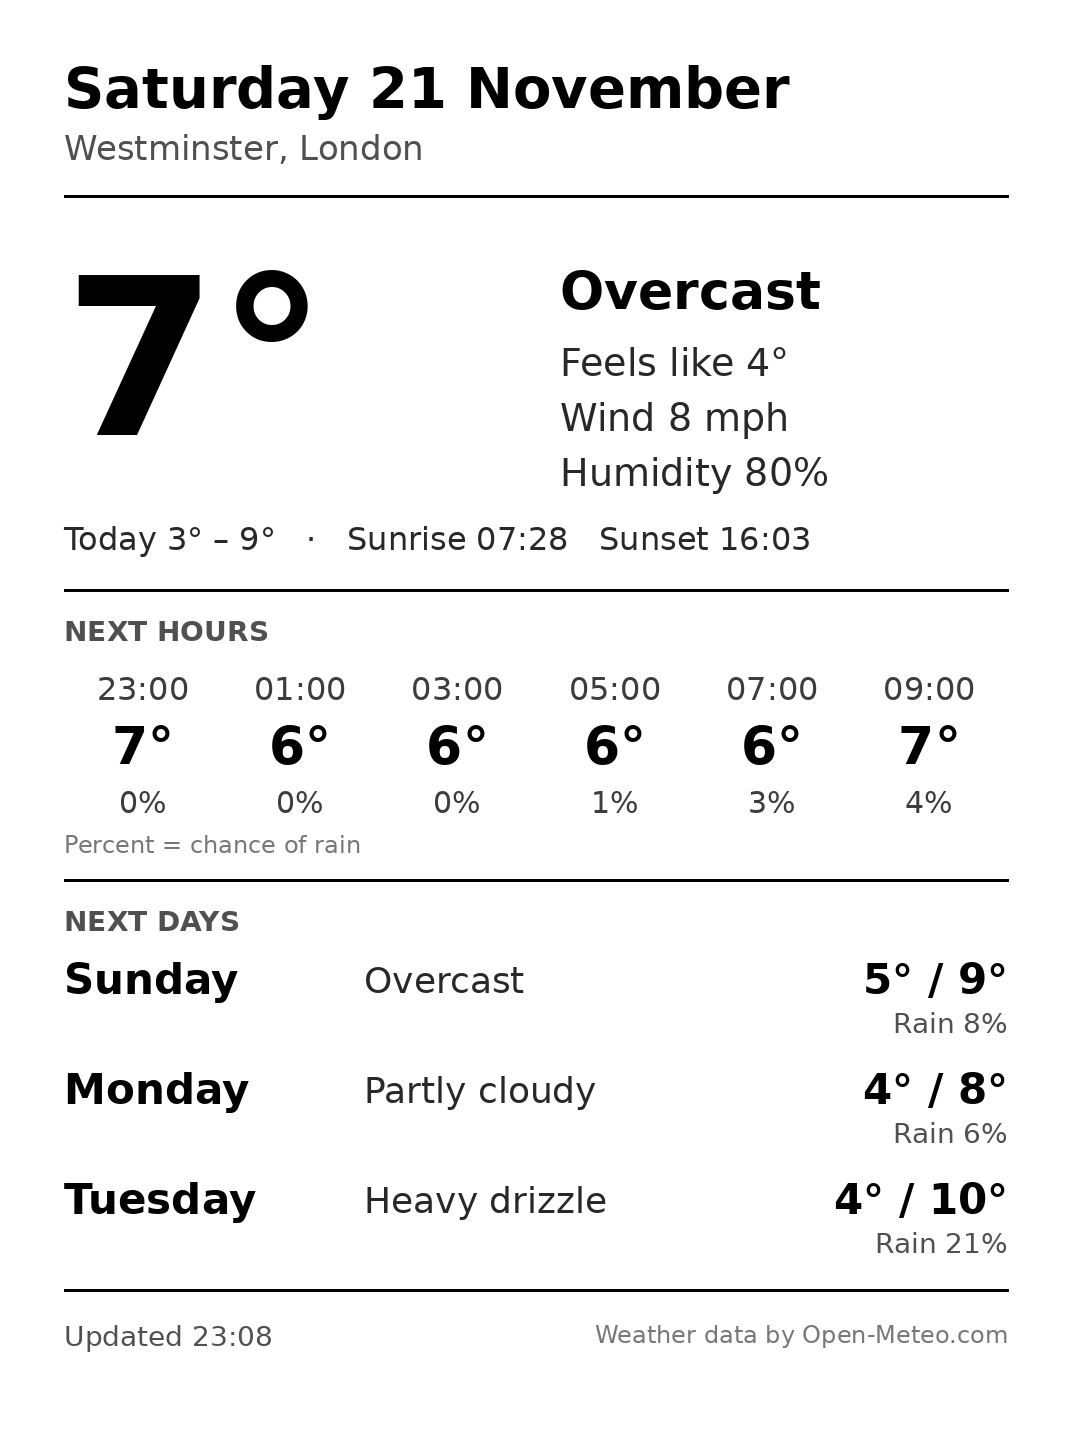 Saturday 21 November
Westminster, London
7°
Overcast
Feels like 4°
Wind 8 mph
Humidity 80%
Today 3° – 9° · Sunrise 07:28 Sunset 16:03
NEXT HOURS
23:00 01:00 03:00 05:00 07:00 09:00
7° 6° 6° 6° 6° 7°
0% 0% 0% 1% 3% 4%
Percent = chance of rain
NEXT DAYS
Sunday Overcast 5° / 9°
Rain 8%
Monday Partly cloudy 4° / 8°
Rain 6%
Tuesday Heavy drizzle 4° / 10°
Rain 21%
Updated 23:08 Weather data by Open-Meteo.com